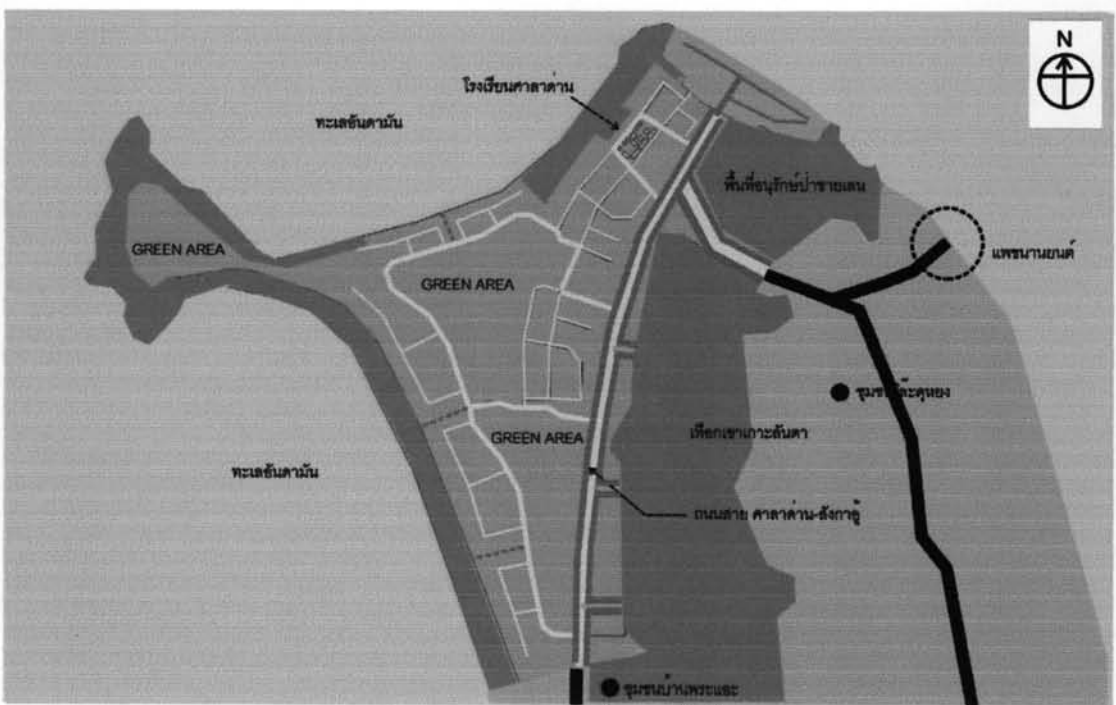 N
โรงเรียนศาลาด่าน
ทะเลอันดามัน
พื้นที่อนุรักษ์ป่าชายเลน
GREEN AREA
แพขนานยนต์
GREEN AREA
ชุมชน
GREEN AREA
เทือกเขาเกาะลันตา
ทะเลอันดามัน
ถนนสาย ศาลาด่าน-สังกาอู้
ชุมชนบ้านพระแอะ